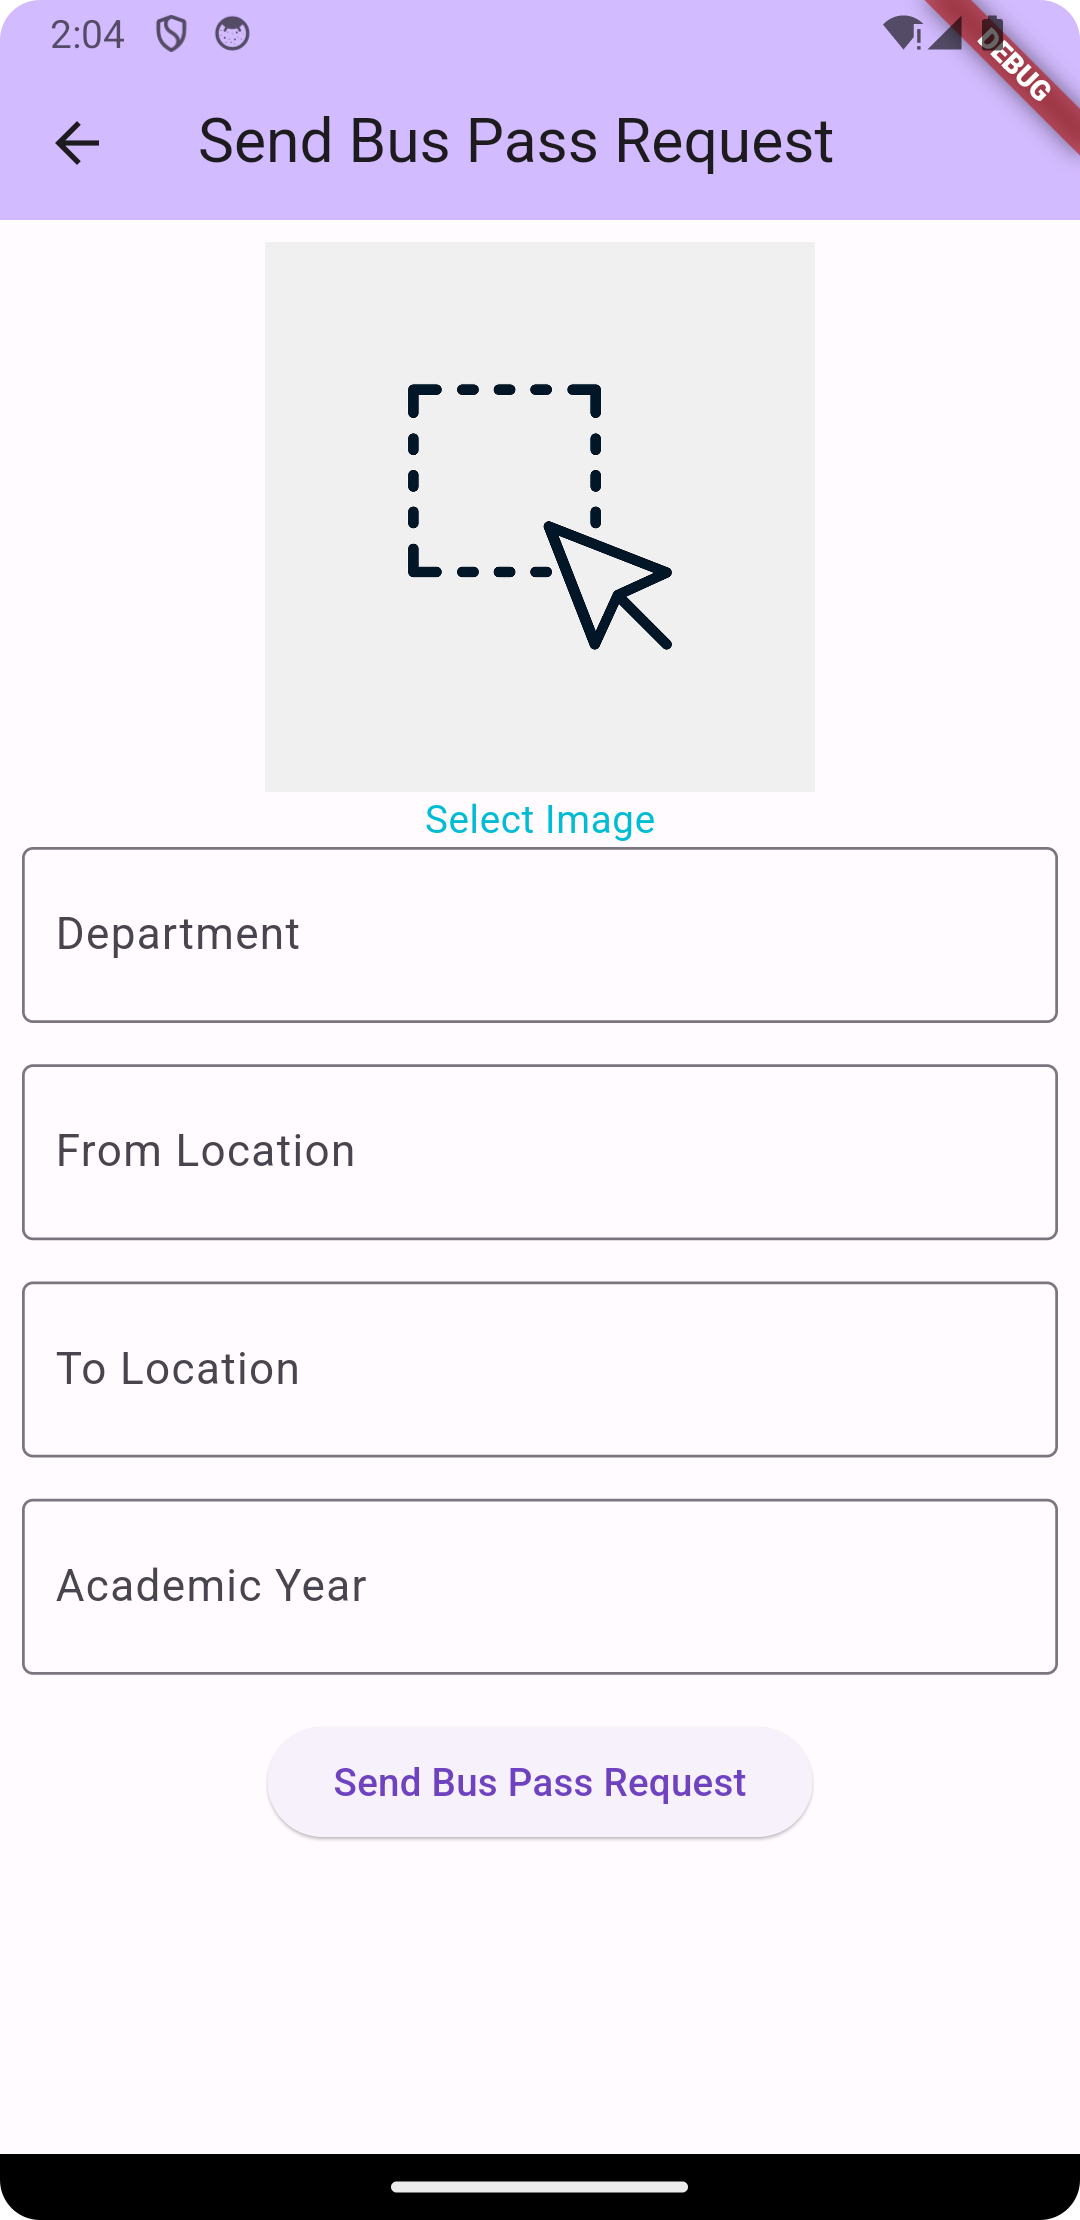 2:04
DEBUG
Send Bus Pass Request
Select Image
Department
From Location
To Location
Academic Year
Send Bus Pass Request